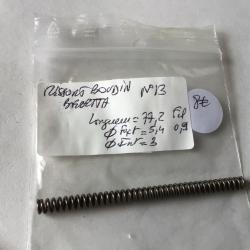 RESSORT BOUDIN N°13
BERETTA
Longueur = 77,2 Fil
Ø Ext = 5,4 0,9
Ø Int = 3
8€